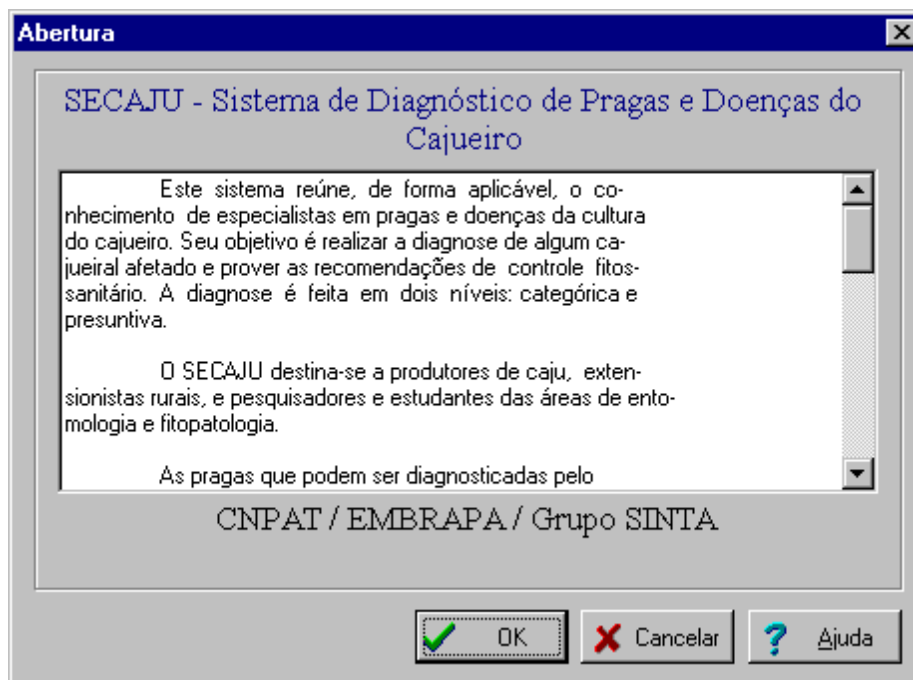 Abertura
SECAJU - Sistema de Diagnóstico de Pragas e Doenças do
Cajueiro
Este sistema reúne, de forma aplicável, o co-
nhecimento de especialistas em pragas e doenças da cultura
do cajueiro. Seu objetivo é realizar a diagnose de algum ca-
jueiral afetado e prover as recomendações de controle fitos-
sanitário. A diagnose é feita em dois níveis: categórica e
presuntiva.
O SECAJU destina-se a produtores de caju, exten-
sionistas rurais, e pesquisadores e estudantes das áreas de ento-
mologia e fitopatologia.
As pragas que podem ser diagnosticadas pelo
CNPAT / EMBRAPA / Grupo SINTA
OK
Cancelar
Ajuda